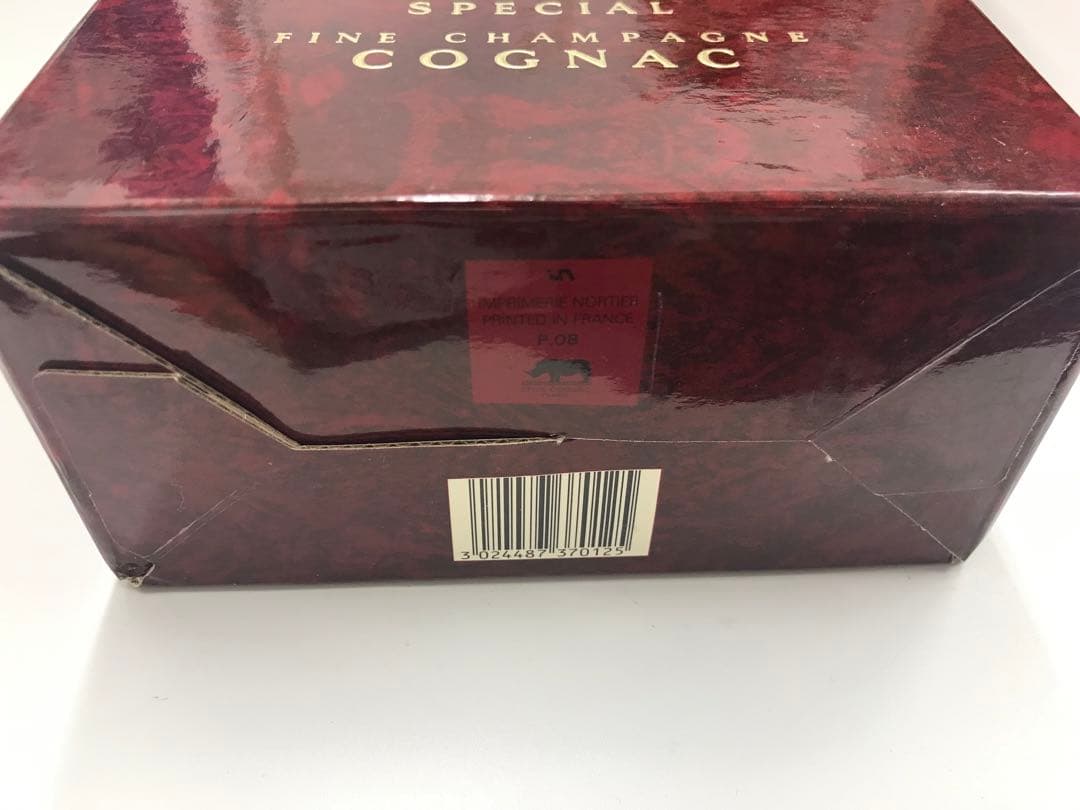 SPECIAL
FINE CHAMPAGNE
COGNAC
IMPRIMERIE NORTIER
PRINTED IN FRANCE
P.08
3 024487 370125